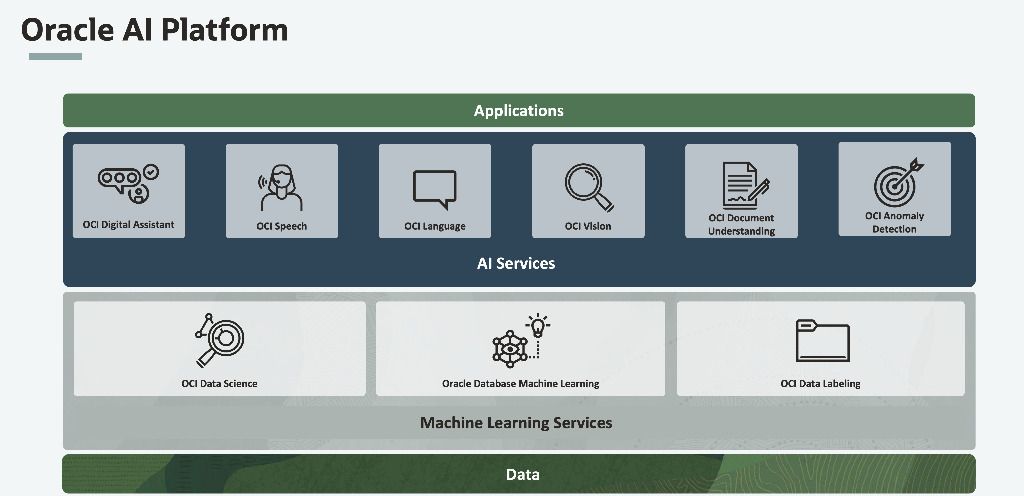 Oracle AI Platform
Applications
OCI Digital Assistant
OCI Speech
OCI Language
OCI Vision
OCI Document
Understanding
OCI Anomaly
Detection
AI Services
OCI Data Science
Oracle Database Machine Learning
OCI Data Labeling
Machine Learning Services
Data